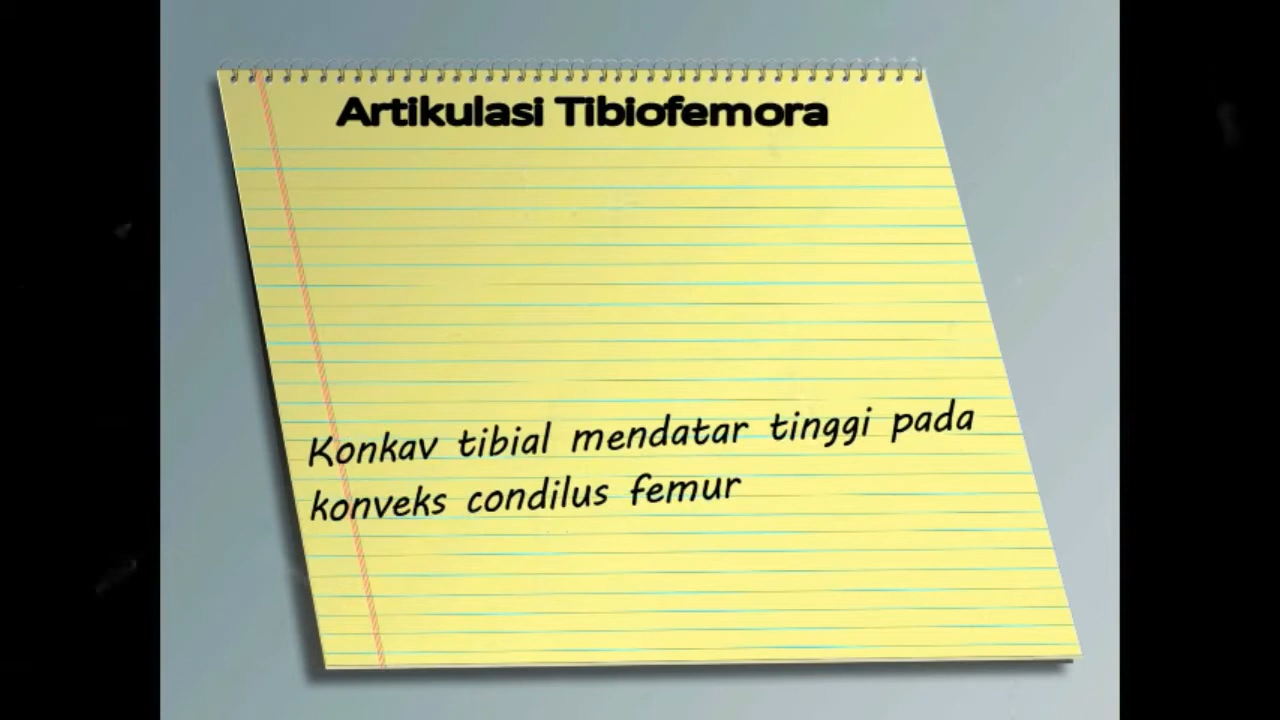 Artikulasi Tibiofemora
Konkav tibial mendatar tinggi pada
konveks condilus femur